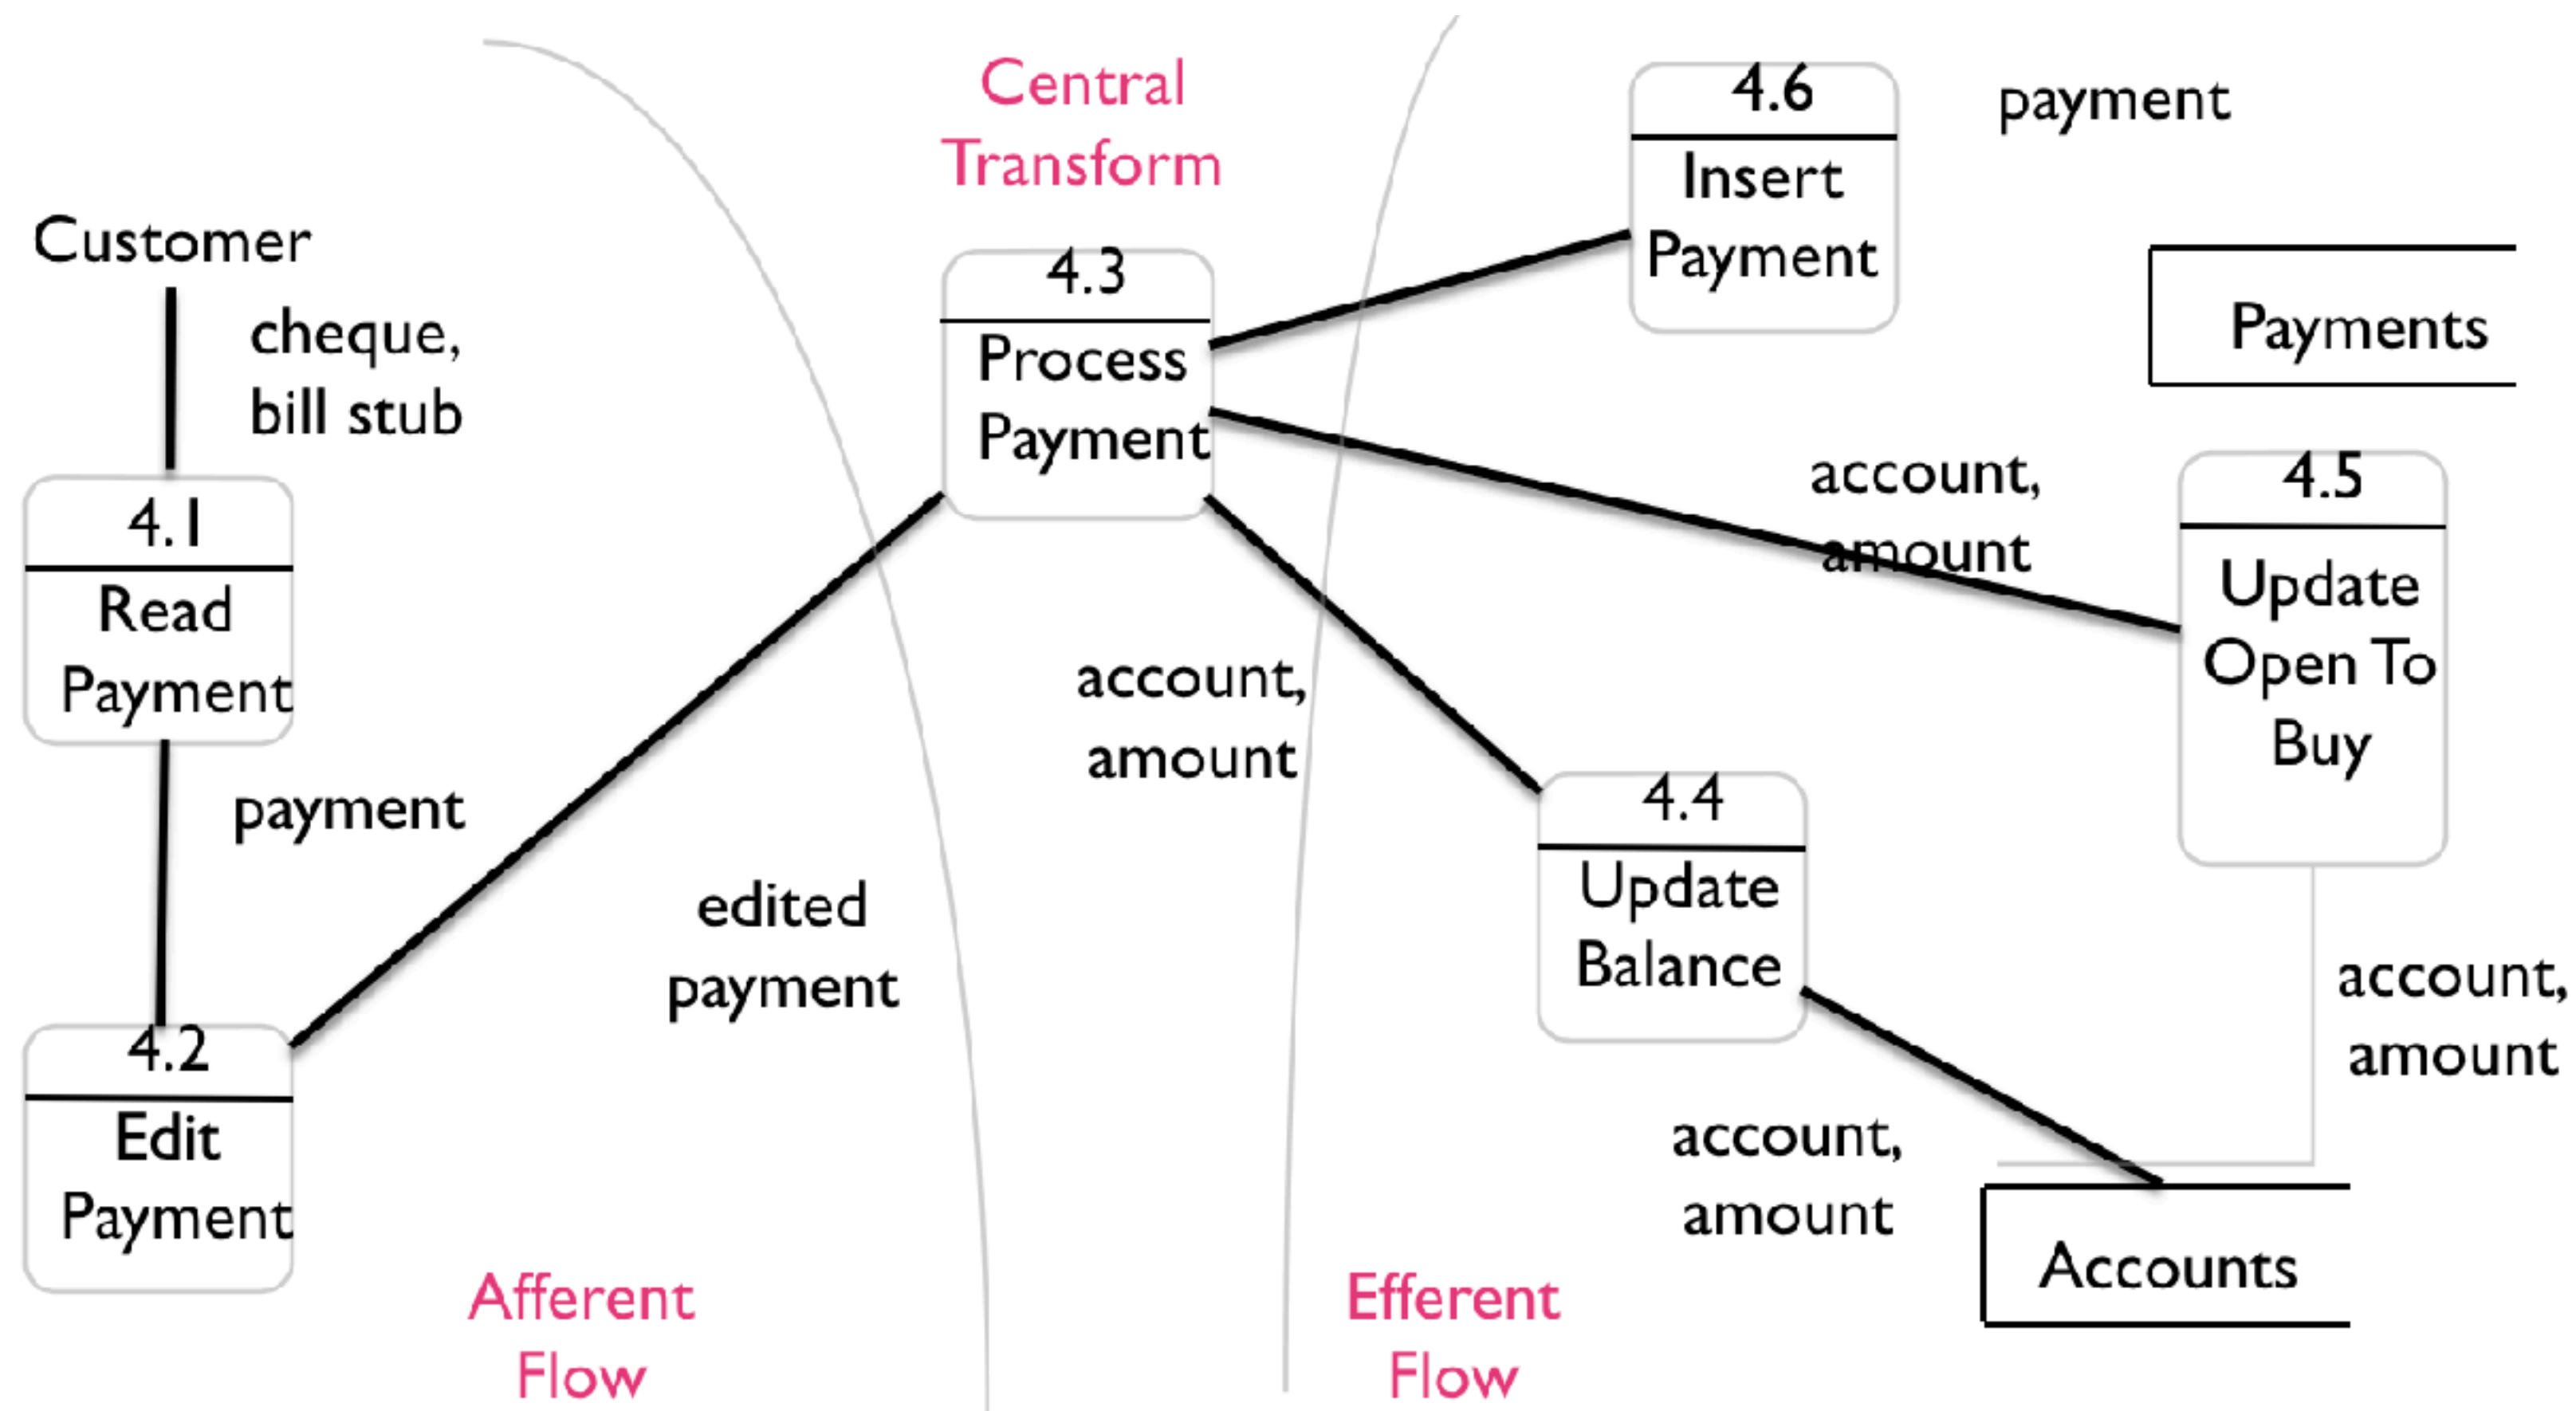 Customer
cheque,
bill stub
4.1
Read
Payment
payment
4.2
Edit
Payment
edited
payment
Afferent
Flow
Central
Transform
4.3
Process
Payment
account,
amount
Efferent
Flow
4.6
Insert
Payment
payment
Payments
account,
amount
4.5
Update
Open To
Buy
4.4
Update
Balance
account,
amount
account,
amount
Accounts